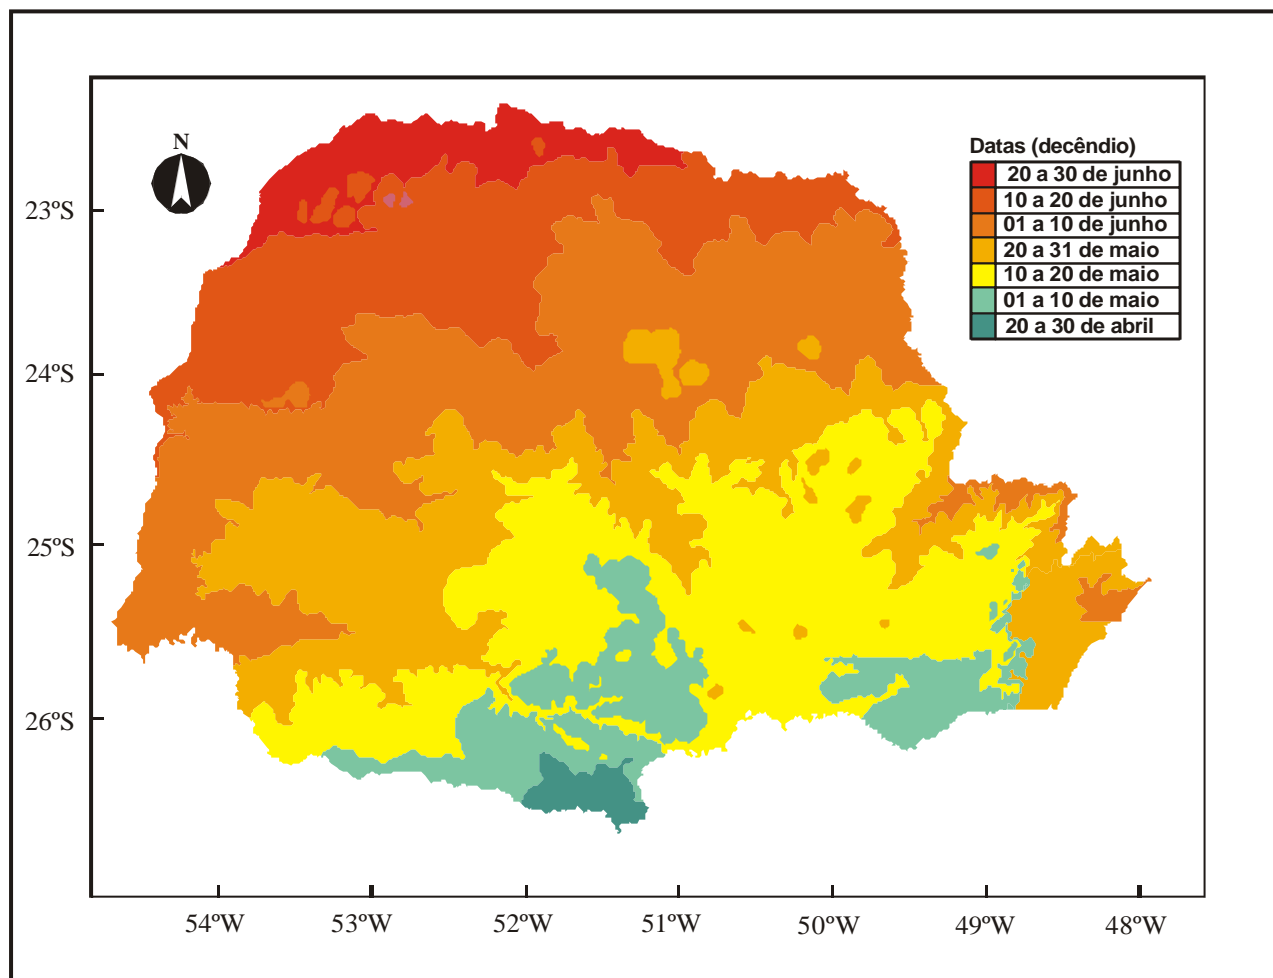 N
Datas (decêndio)
20 a 30 de junho
10 a 20 de junho
01 a 10 de junho
20 a 31 de maio
10 a 20 de maio
01 a 10 de maio
20 a 30 de abril
23ºS
24ºS
25ºS
26ºS
54ºW 53ºW 52ºW 51ºW 50ºW 49ºW 48ºW